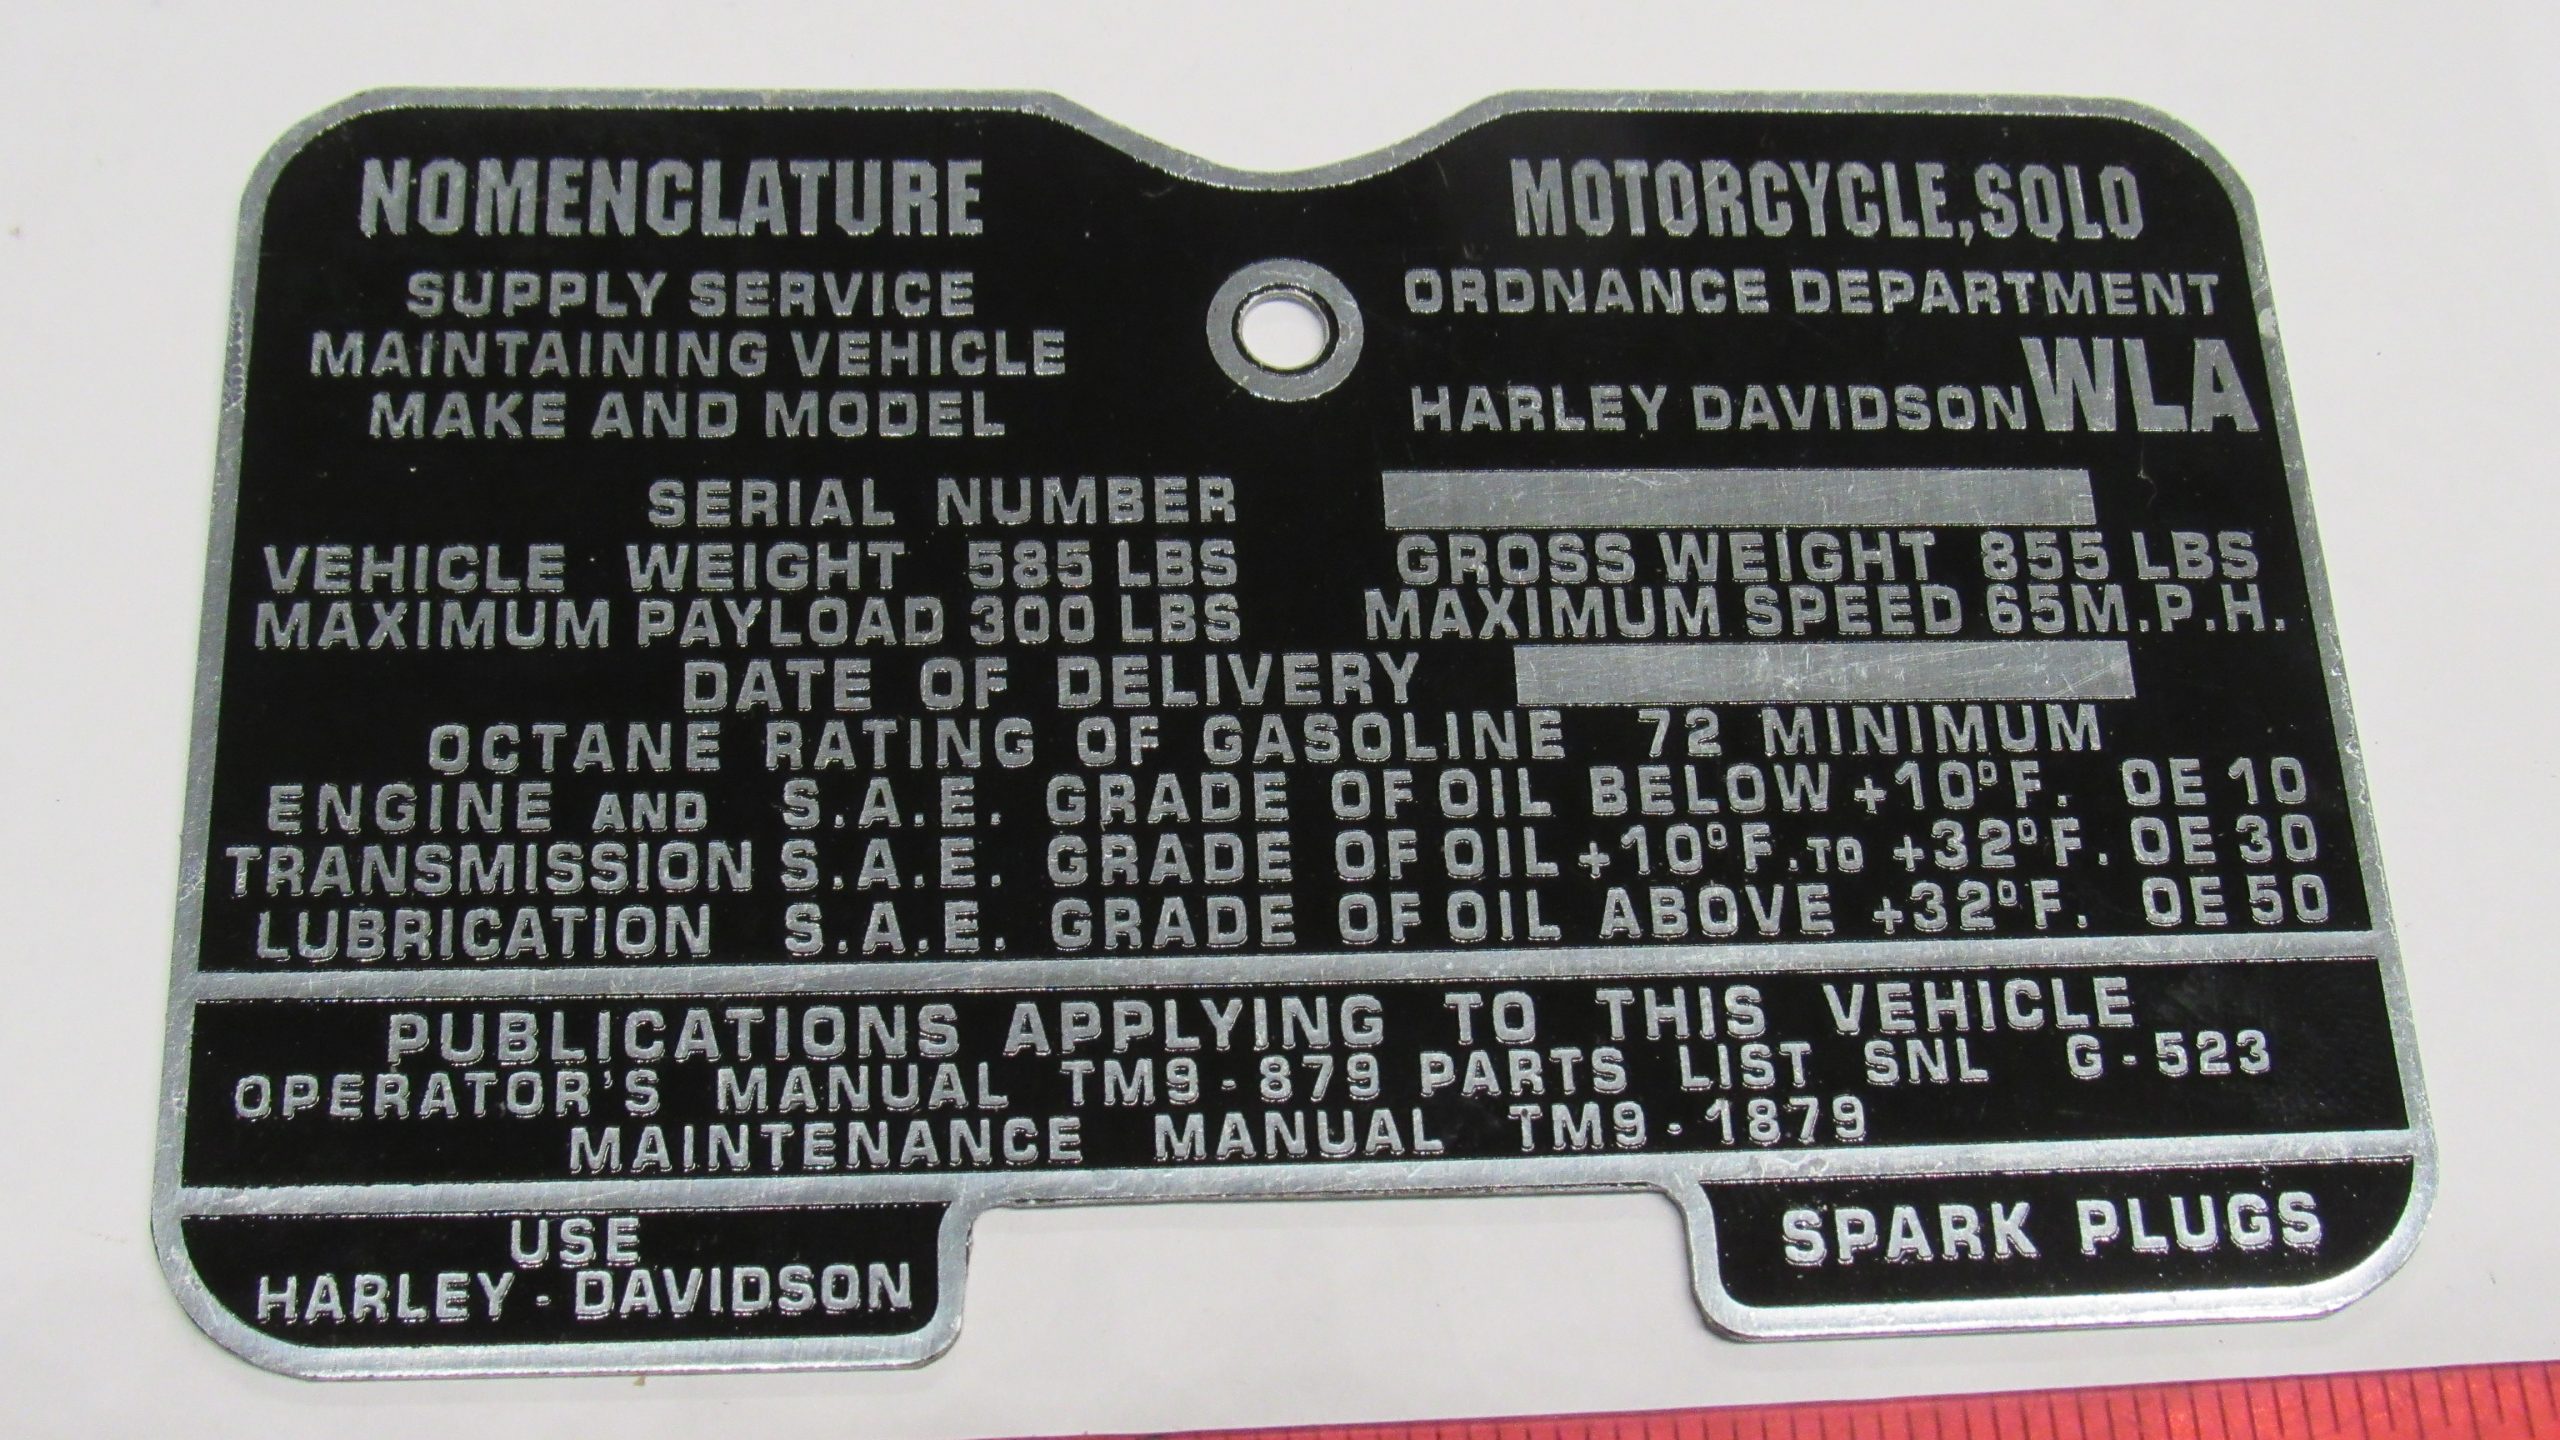 NOMENCLATURE MOTORCYCLE, SOLO
SUPPLY SERVICE ORDNANCE DEPARTMENT
MAINTAINING VEHICLE
MAKE AND MODEL HARLEY DAVIDSON WLA
SERIAL NUMBER
VEHICLE WEIGHT 585 LBS GROSS WEIGHT 855 LBS
MAXIMUM PAYLOAD 300 LBS MAXIMUM SPEED 65M.P.H.
DATE OF DELIVERY
OCTANE RATING OF GASOLINE 72 MINIMUM
ENGINE AND S.A.E. GRADE OF OIL BELOW +10°F. OE 10
TRANSMISSION S.A.E. GRADE OF OIL +10°F. TO +32°F. OE 30
LUBRICATION S.A.E. GRADE OF OIL ABOVE +32°F. OE 50
PUBLICATIONS APPLYING TO THIS VEHICLE
OPERATOR'S MANUAL TM9-879 PARTS LIST SNL G-523
MAINTENANCE MANUAL TM9-1879
USE
HARLEY-DAVIDSON
SPARK PLUGS